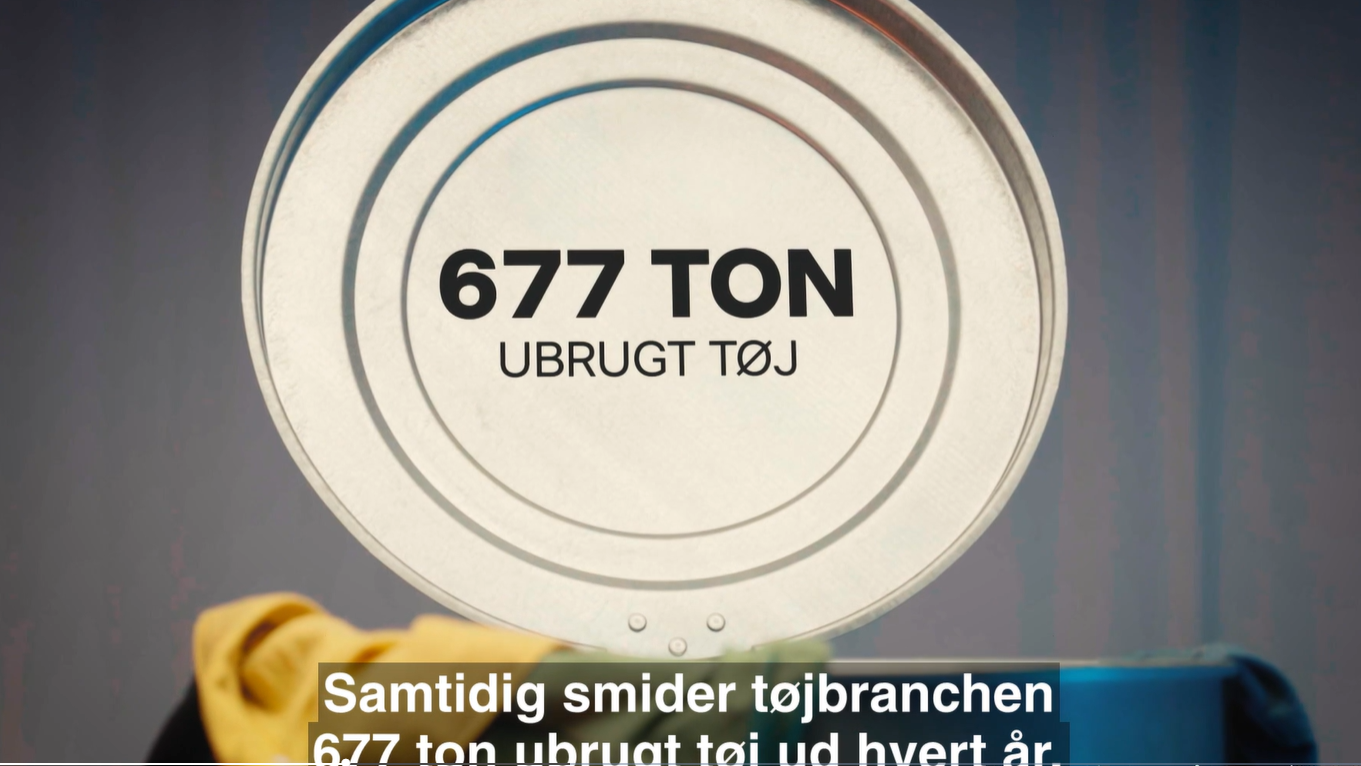 677 TON
UBRUGT TØJ
Samtidig smider tøjbranchen
677 ton ubrugt tøj ud hvert år.